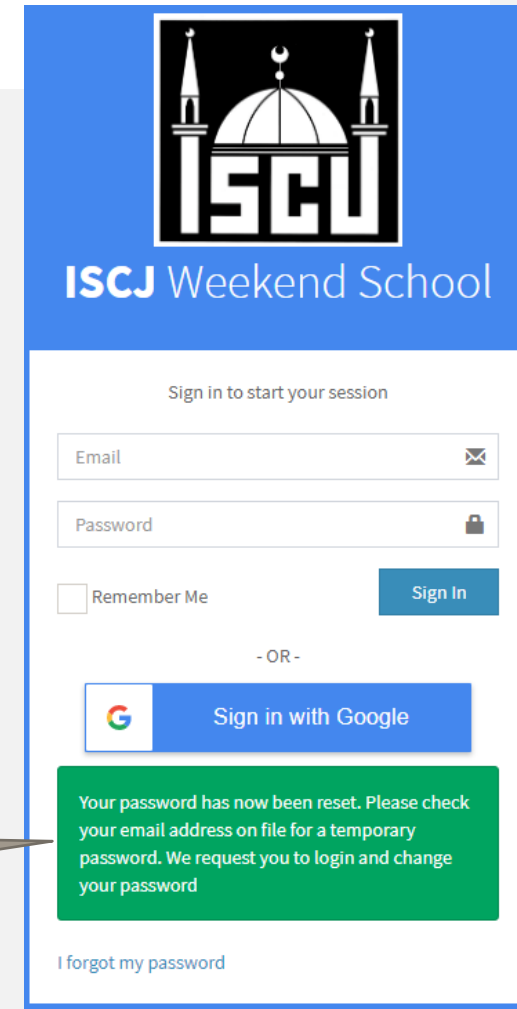 ISCJ
ISCJ Weekend School
Sign in to start your session
Email
Password
Remember Me
Sign In
- OR -
G
Sign in with Google
Your password has now been reset. Please check
your email address on file for a temporary
password. We request you to login and change
your password
I forgot my password